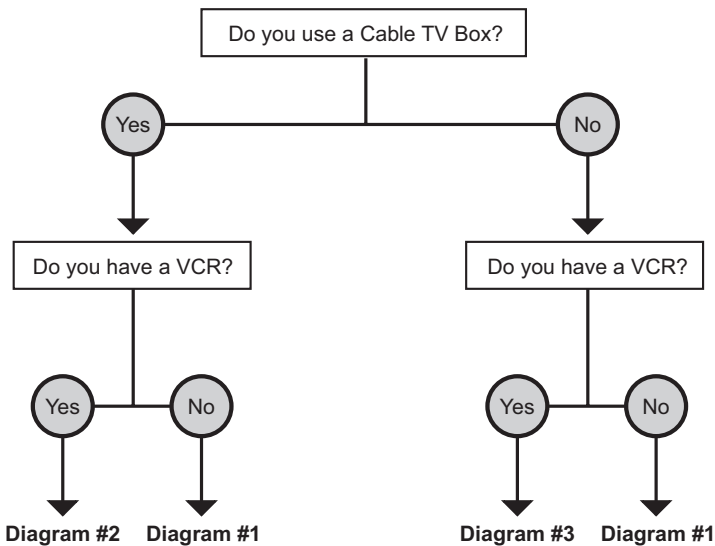 Do you use a Cable TV Box?
Yes
No
Do you have a VCR?
Do you have a VCR?
Yes
No
Yes
No
Diagram #2
Diagram #1
Diagram #3
Diagram #1